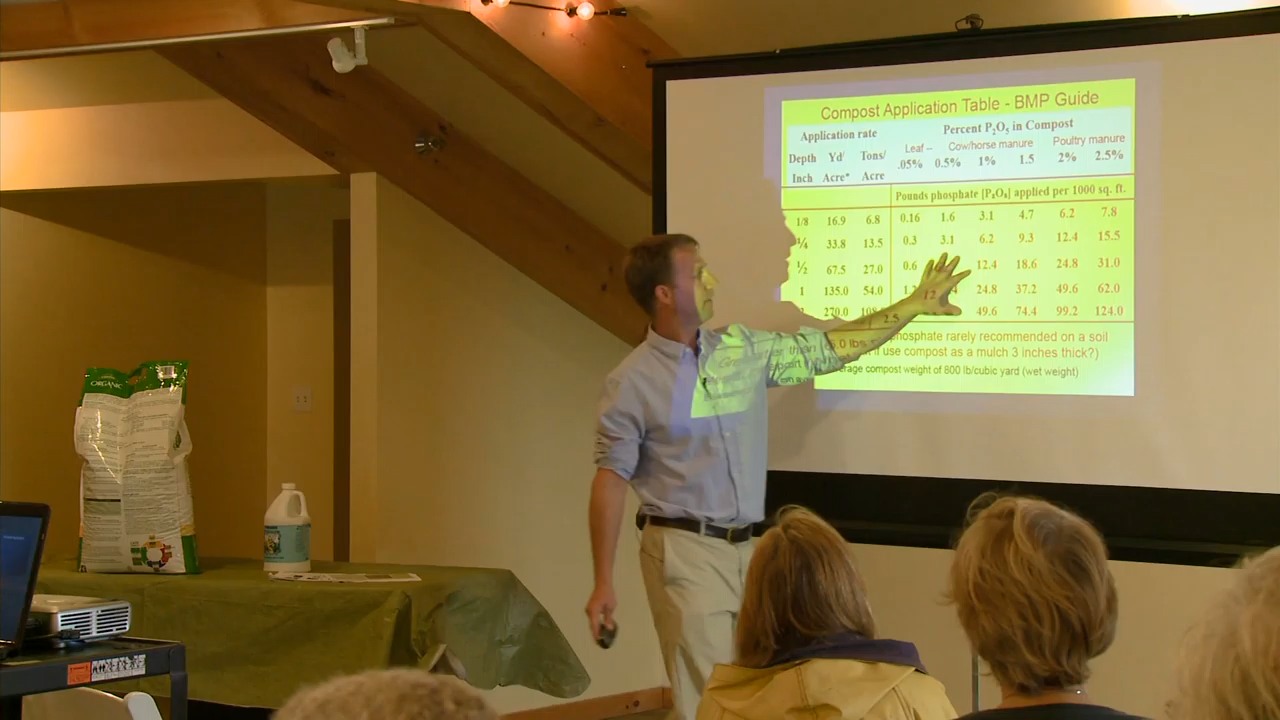 Compost Application Table - BMP Guide
Application rate Percent P₂O₅ in Compost
Leaf – Cow/horse manure Poultry manure
Depth Yd³/ Tons/ .05% 0.5% 1% 1.5 2% 2.5%
Inch Acre* Acre
Pounds phosphate [P₂O₅] applied per 1000 sq. ft.
1/8 16.9 6.8 0.16 1.6 3.1 4.7 6.2 7.8
¼ 33.8 13.5 0.3 3.1 6.2 9.3 12.4 15.5
½ 67.5 27.0 0.6 12.4 18.6 24.8 31.0
1 135.0 54.0 24.8 37.2 49.6 62.0
270.0 2.5 49.6 74.4 99.2 124.0
than 5.0 lbs phosphate rarely recommended on a soil
use compost as a mulch 3 inches thick?)
compost weight of 800 lb/cubic yard (wet weight)
ORGANIC